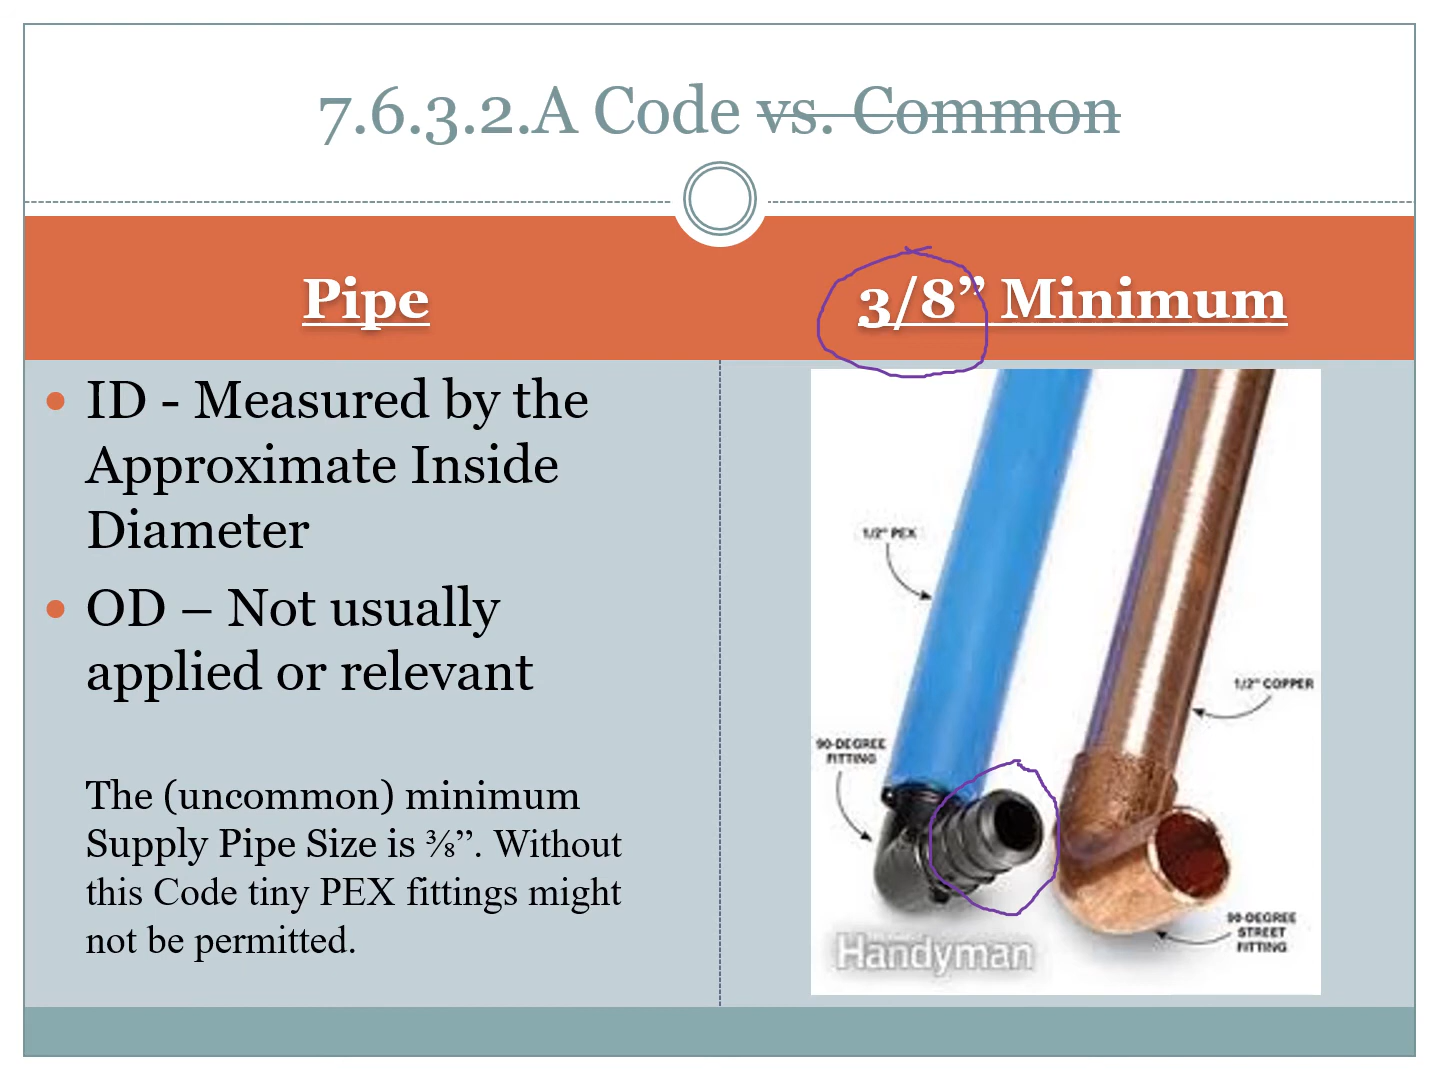 7.6.3.2.A Code vs. Common
Pipe
3/8” Minimum
• ID - Measured by the
Approximate Inside
Diameter
• OD – Not usually
applied or relevant
The (uncommon) minimum
Supply Pipe Size is ⅜”. Without
this Code tiny PEX fittings might
not be permitted.
1/2" PEX
1/2" COPPER
90-DEGREE
FITTING
90-DEGREE
STREET
FITTING
Handyman